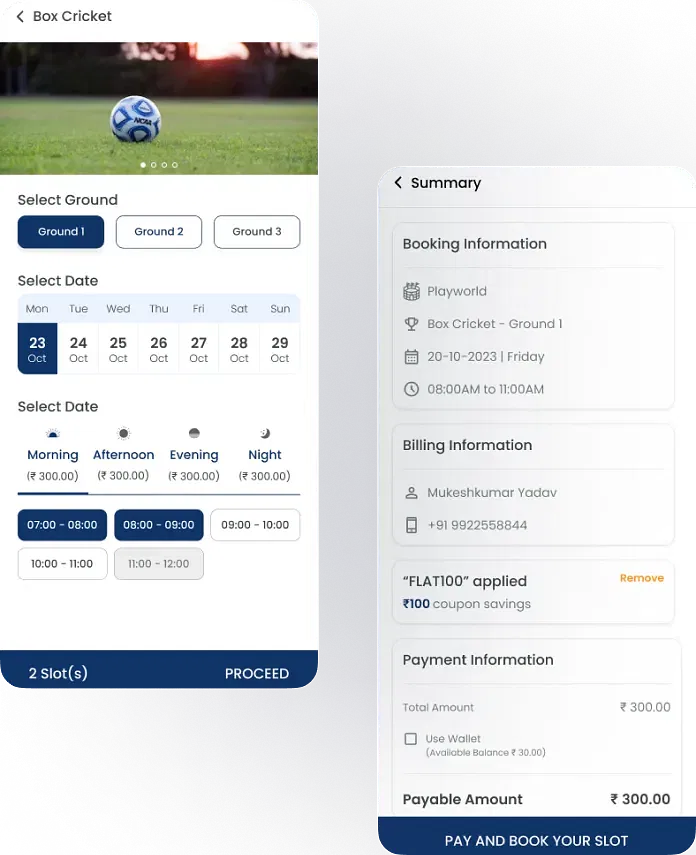 Box Cricket
NCAA
Select Ground
Ground 1 Ground 2 Ground 3
Select Date
Mon Tue Wed Thu Fri Sat Sun
23 24 25 26 27 28 29
Oct Oct Oct Oct Oct Oct Oct
Select Date
Morning Afternoon Evening Night
(₹ 300.00) (₹ 300.00) (₹ 300.00) (₹ 300.00)
07:00 - 08:00 08:00 - 09:00 09:00 - 10:00
10:00 - 11:00 11:00 - 12:00
2 Slot(s) PROCEED
Summary
Booking Information
Playworld
Box Cricket - Ground 1
20-10-2023 | Friday
08:00AM to 11:00AM
Billing Information
Mukeshkumar Yadav
+91 9922558844
“FLAT100” applied Remove
₹100 coupon savings
Payment Information
Total Amount ₹ 300.00
Use Wallet
(Available Balance ₹ 30.00)
Payable Amount ₹ 300.00
PAY AND BOOK YOUR SLOT